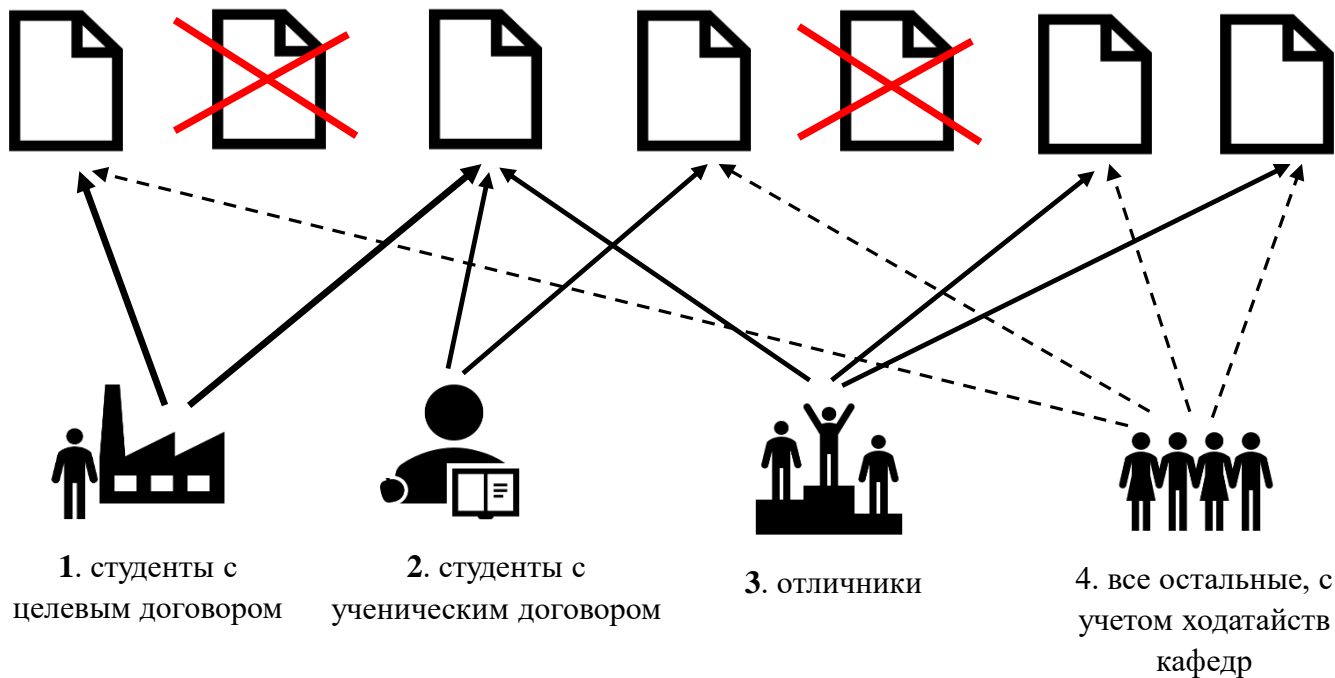 1. студенты с
целевым договором
2. студенты с
ученическим договором
3. отличники
4. все остальные, с
учетом ходатайств
кафедр